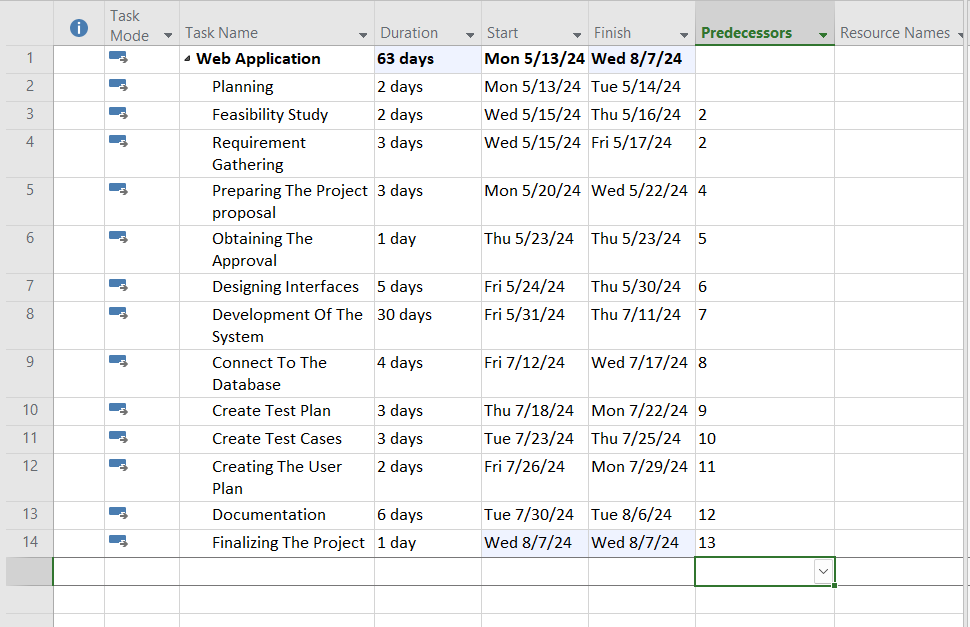 Task Mode Task Name Duration Start Finish Predecessors Resource Names
1 Web Application 63 days Mon 5/13/24 Wed 8/7/24
2 Planning 2 days Mon 5/13/24 Tue 5/14/24
3 Feasibility Study 2 days Wed 5/15/24 Thu 5/16/24 2
4 Requirement Gathering 3 days Wed 5/15/24 Fri 5/17/24 2
5 Preparing The Project proposal 3 days Mon 5/20/24 Wed 5/22/24 4
6 Obtaining The Approval 1 day Thu 5/23/24 Thu 5/23/24 5
7 Designing Interfaces 5 days Fri 5/24/24 Thu 5/30/24 6
8 Development Of The System 30 days Fri 5/31/24 Thu 7/11/24 7
9 Connect To The Database 4 days Fri 7/12/24 Wed 7/17/24 8
10 Create Test Plan 3 days Thu 7/18/24 Mon 7/22/24 9
11 Create Test Cases 3 days Tue 7/23/24 Thu 7/25/24 10
12 Creating The User Plan 2 days Fri 7/26/24 Mon 7/29/24 11
13 Documentation 6 days Tue 7/30/24 Tue 8/6/24 12
14 Finalizing The Project 1 day Wed 8/7/24 Wed 8/7/24 13